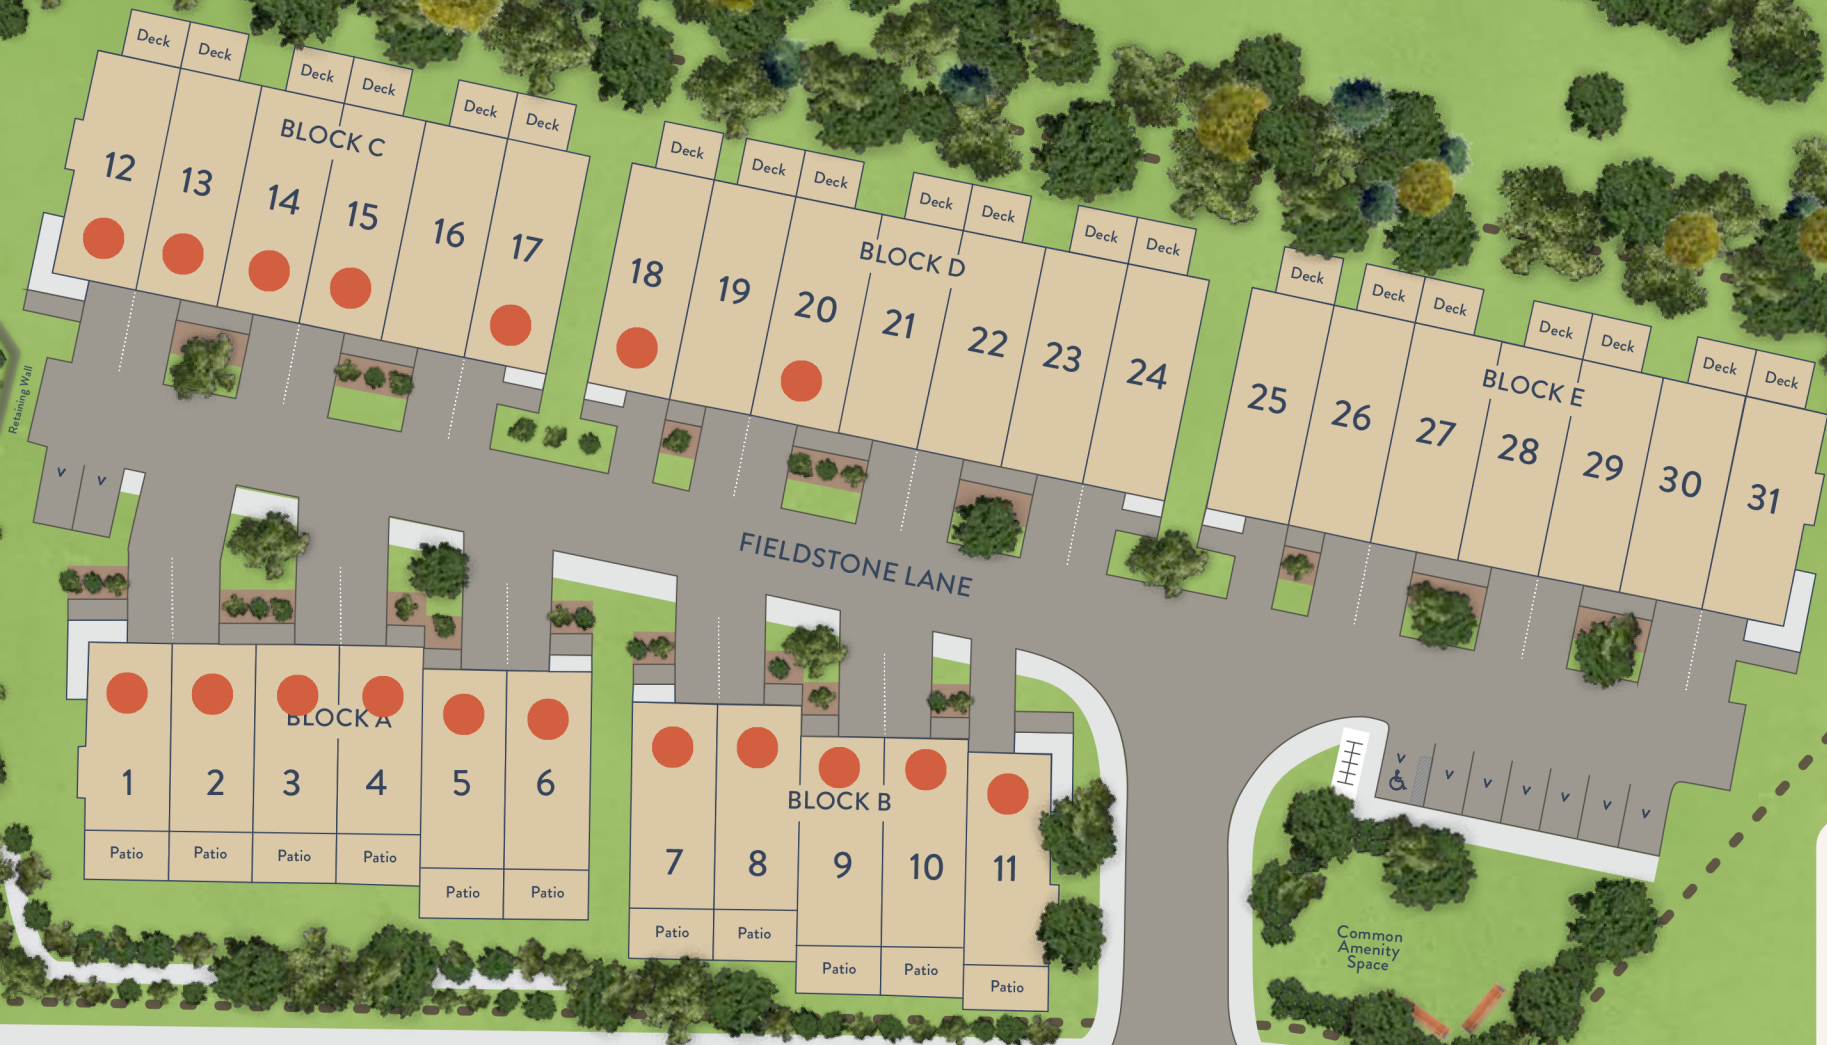 Deck
Deck
Deck
Deck
Deck
Deck
BLOCK C
12
13
14
15
16
17
Deck
Deck
Deck
Deck
Deck
Deck
Deck
BLOCK D
18
19
20
21
22
23
24
Deck
Deck
Deck
Deck
Deck
Deck
Deck
BLOCK E
25
26
27
28
29
30
31
Retaining Wall
V
V
FIELDSTONE LANE
BLOCK A
1
2
3
4
5
6
Patio
Patio
Patio
Patio
Patio
Patio
BLOCK B
7
8
9
10
11
Patio
Patio
Patio
Patio
Patio
V
V
V
V
V
V
V
Common
Amenity
Space